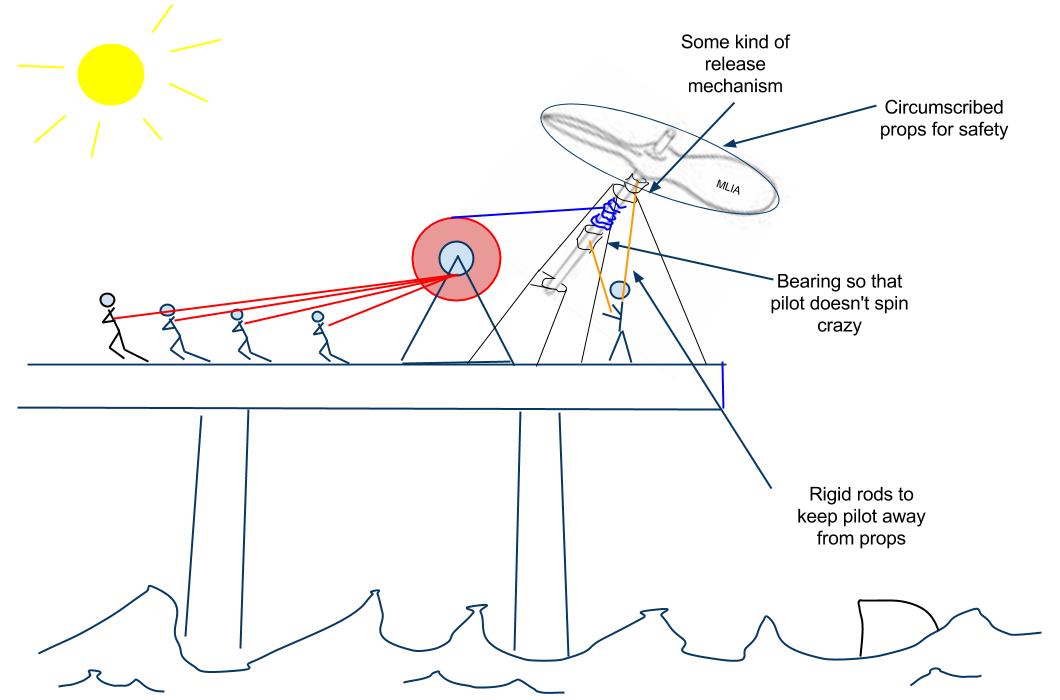 Some kind of
release
mechanism
Circumscribed
props for safety
MLIA
Bearing so that
pilot doesn't spin
crazy
Rigid rods to
keep pilot away
from props